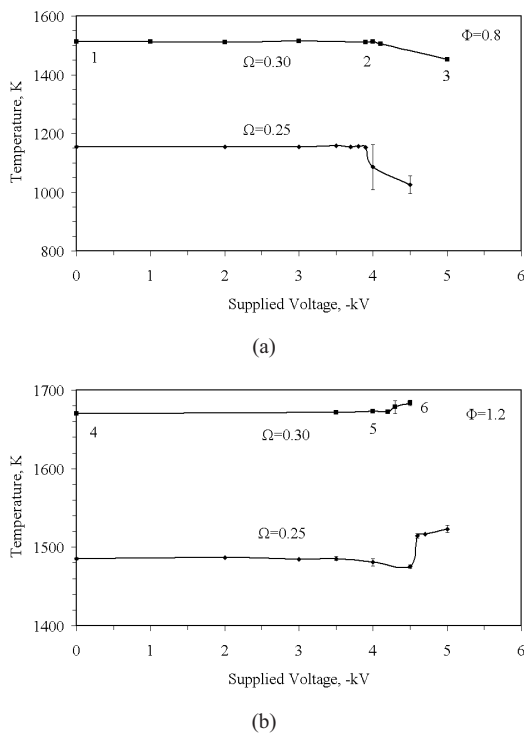 1600
Φ=0.8
1
2
1400
Ω=0.30
3
Ω=0.25
1200
1000
800
Temperature, K
0 1 2 3 4 5 6
Supplied Voltage, -kV
(a)
1700
6
4
5
Φ=1.2
Ω=0.30
1600
Ω=0.25
1500
1400
Temperature, K
0 1 2 3 4 5 6
Supplied Voltage, -kV
(b)